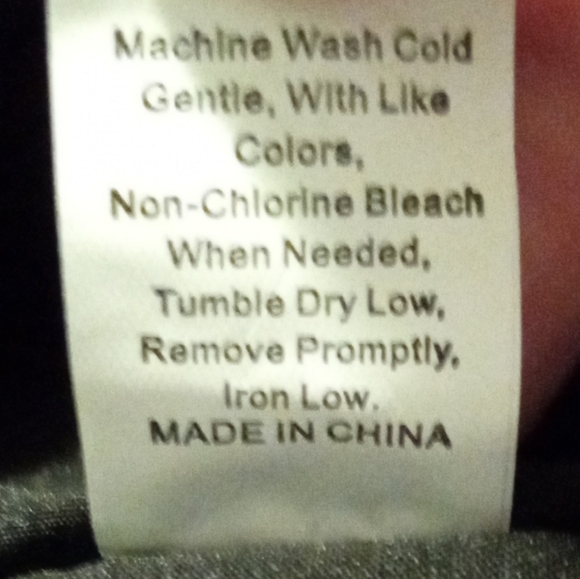 Machine Wash Cold
Gentle, With Like
Colors,
Non-Chlorine Bleach
When Needed,
Tumble Dry Low,
Remove Promptly,
Iron Low.
MADE IN CHINA